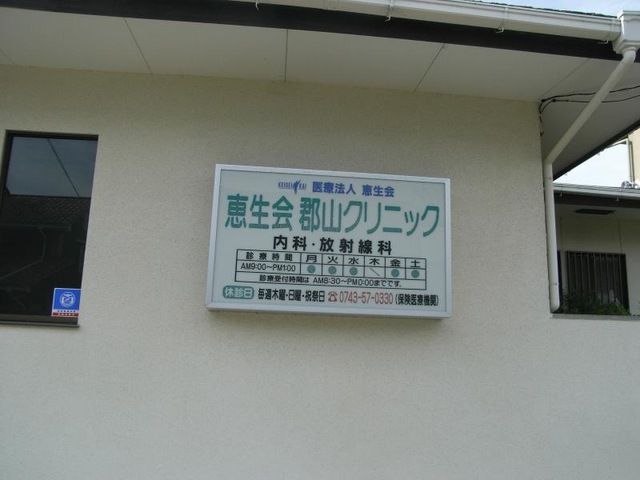 KEISEIKAI 医療法人 恵生会
恵生会 郡山クリニック
内科・放射線科
診療時間 月 火 水 木 金 土
AM9:00～PM1:00 ● ● ● ＼ ● ●
診療受付時間は AM8:30～PM0:00までです。
休診日 毎週木曜・日曜・祝祭日 ☎0743-57-0330（保険医療機関）